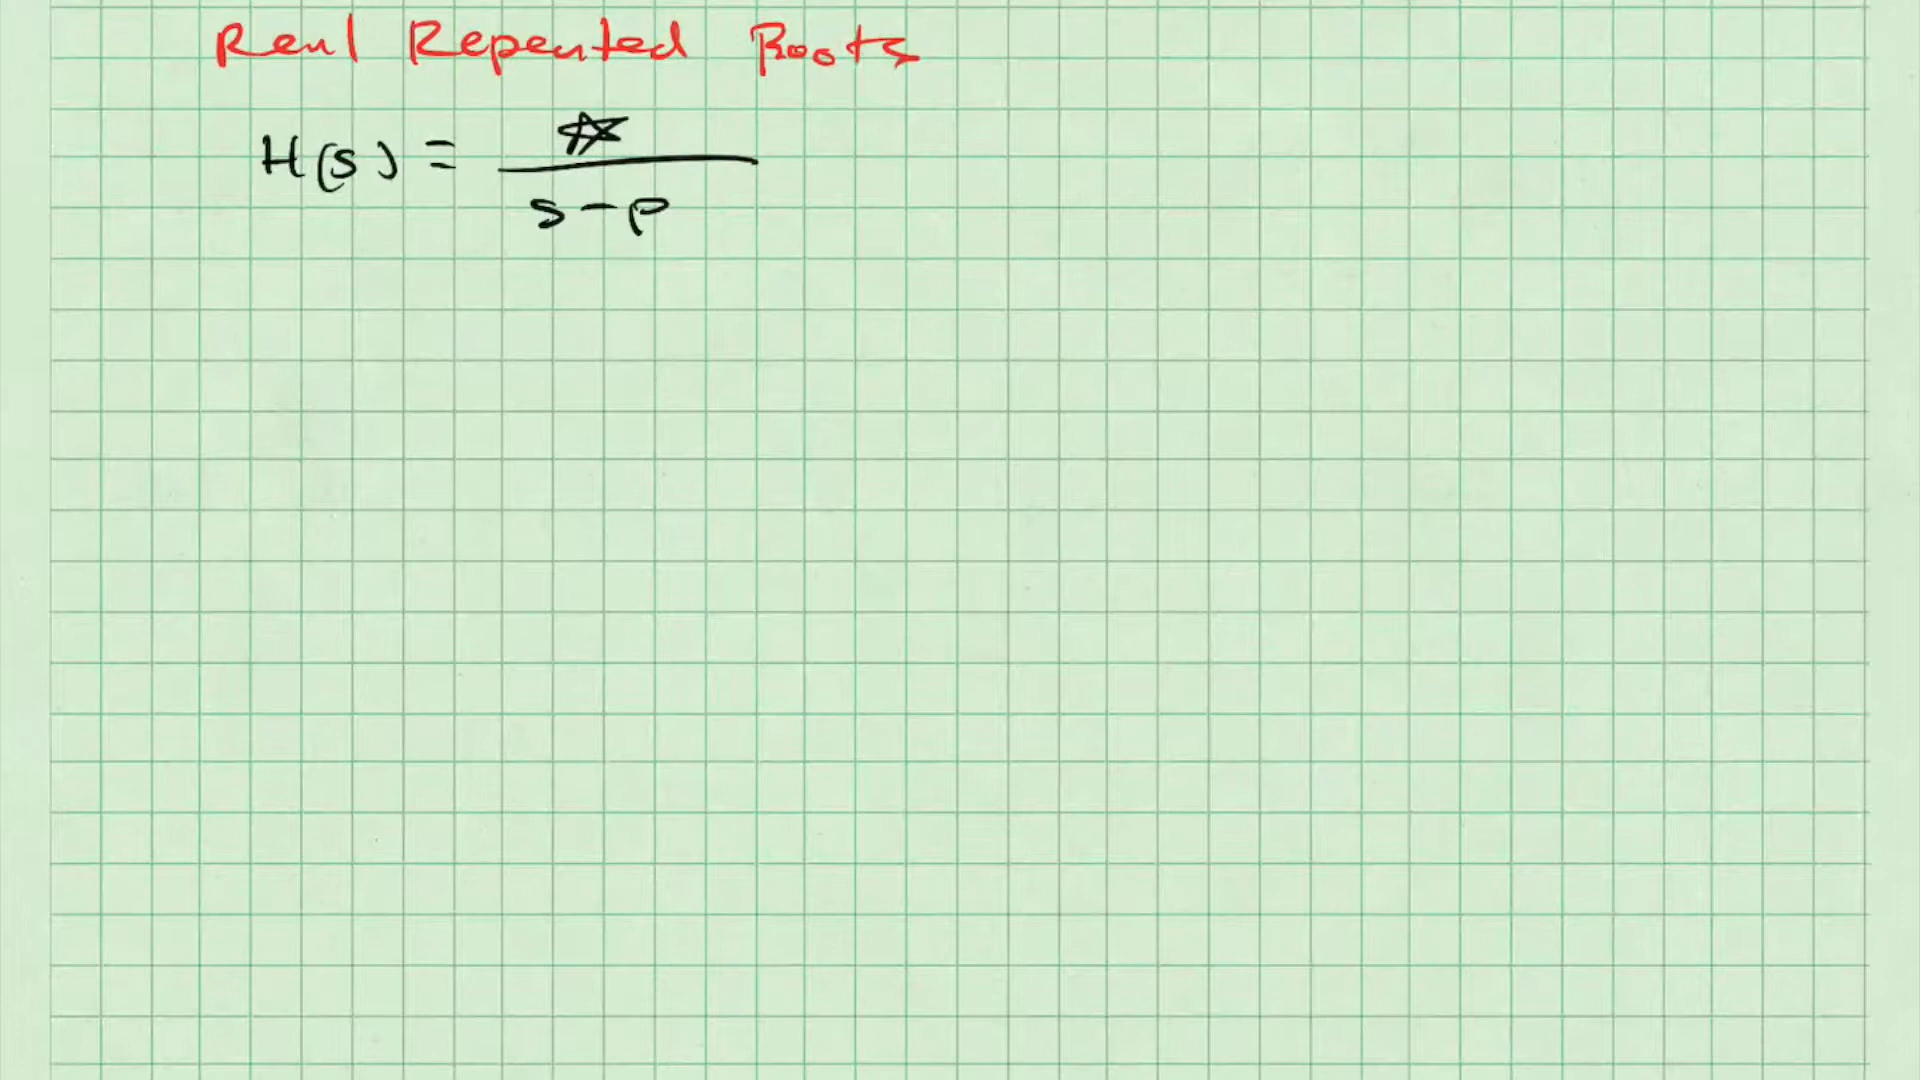 Real Repeated Roots
H(s) = ☆
s - p